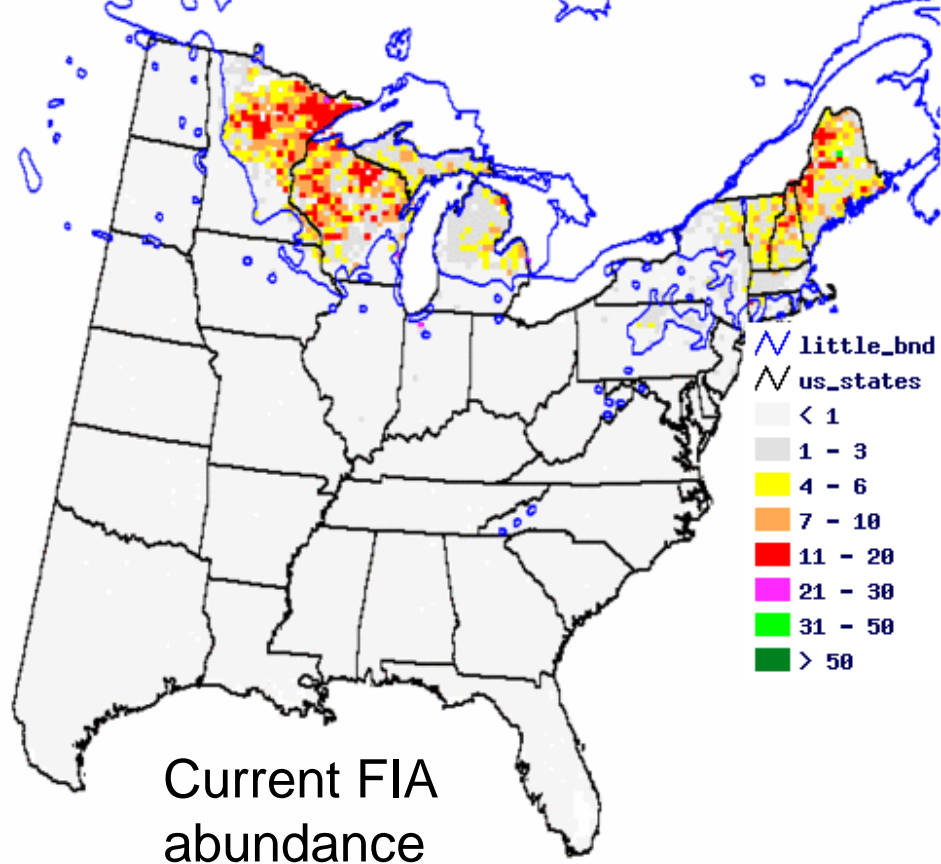 little_bnd
us_states
< 1
1 - 3
4 - 6
7 - 10
11 - 20
21 - 30
31 - 50
> 50
Current FIA
abundance